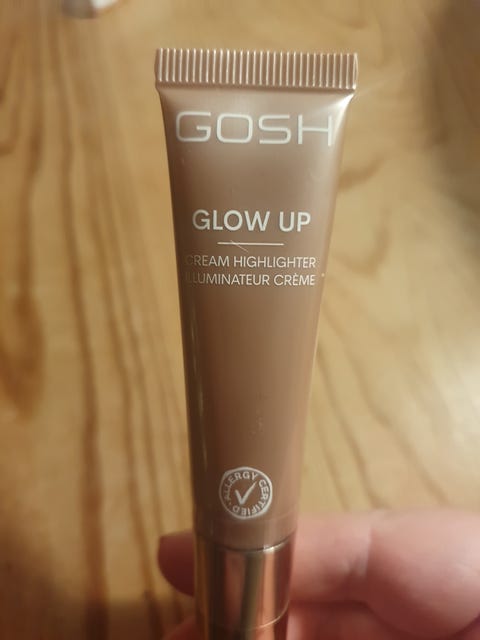 GOSH
GLOW UP
CREAM HIGHLIGHTER
ILLUMINATEUR CRÈME
ALLERGY CERTIFIED